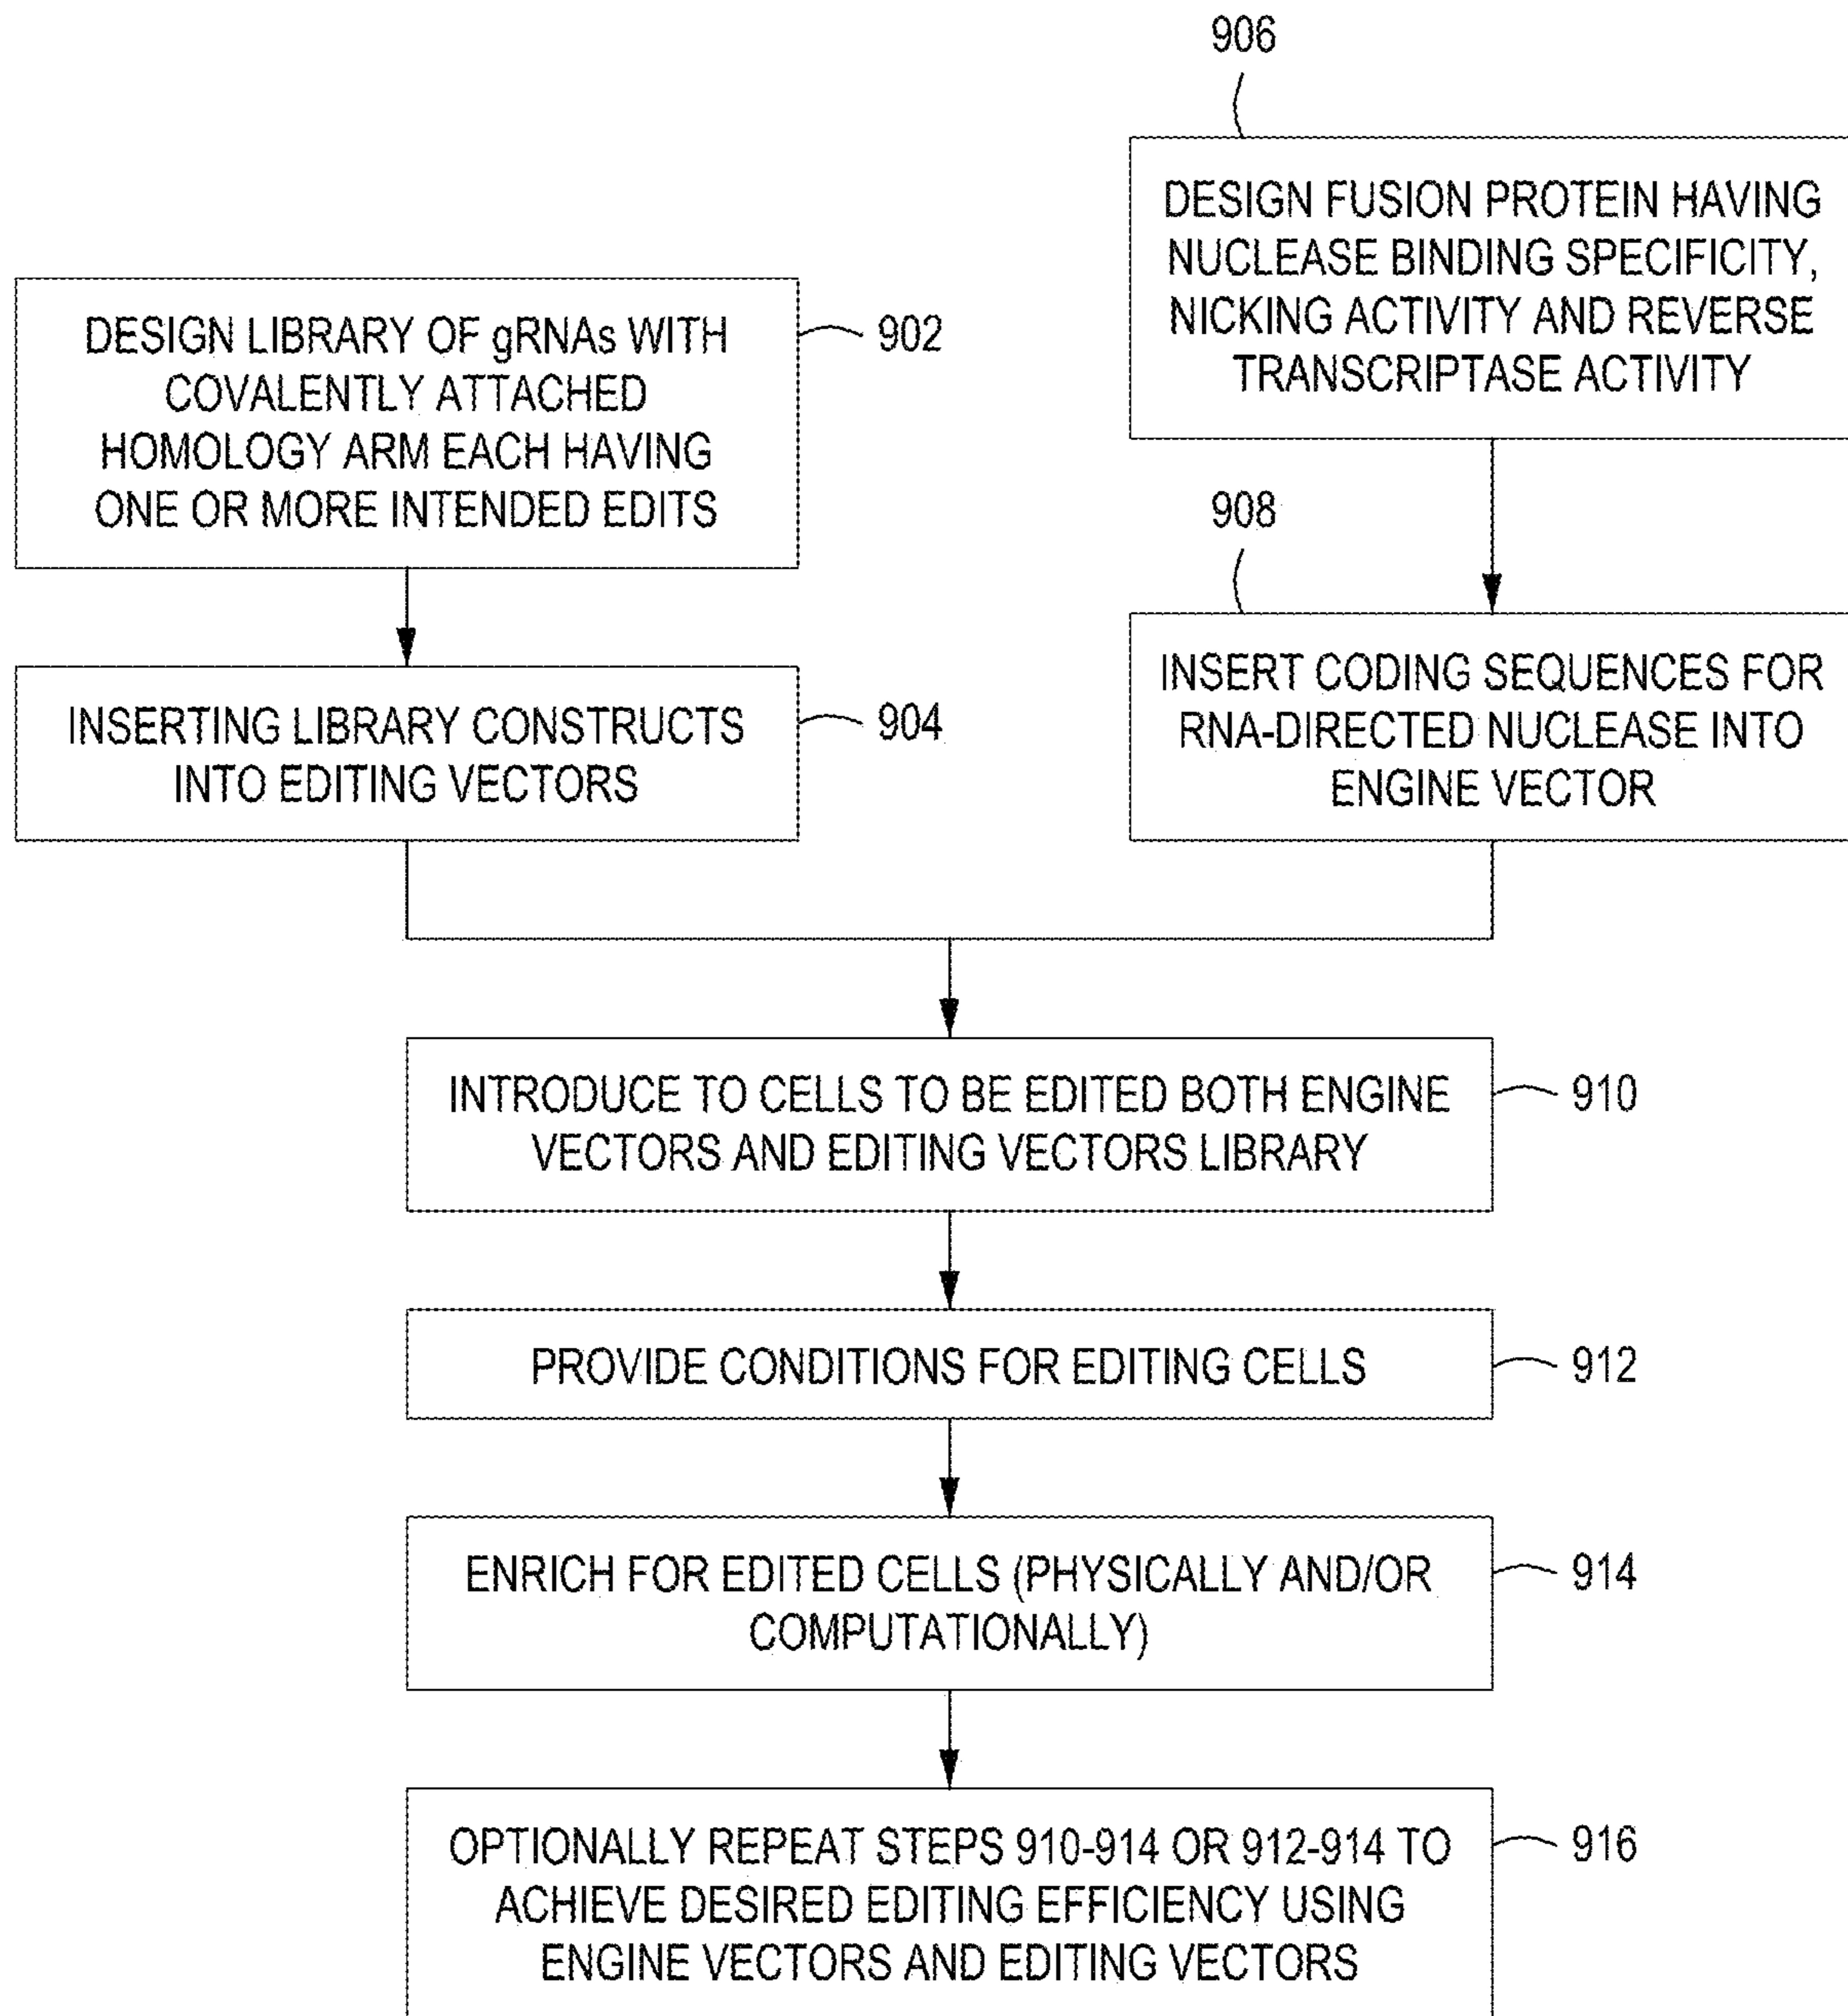 906
DESIGN FUSION PROTEIN HAVING
NUCLEASE BINDING SPECIFICITY,
NICKING ACTIVITY AND REVERSE
TRANSCRIPTASE ACTIVITY
DESIGN LIBRARY OF gRNAs WITH
COVALENTLY ATTACHED
HOMOLOGY ARM EACH HAVING
ONE OR MORE INTENDED EDITS
902
908
INSERTING LIBRARY CONSTRUCTS
INTO EDITING VECTORS
904
INSERT CODING SEQUENCES FOR
RNA-DIRECTED NUCLEASE INTO
ENGINE VECTOR
INTRODUCE TO CELLS TO BE EDITED BOTH ENGINE
VECTORS AND EDITING VECTORS LIBRARY
910
PROVIDE CONDITIONS FOR EDITING CELLS
912
ENRICH FOR EDITED CELLS (PHYSICALLY AND/OR
COMPUTATIONALLY)
914
OPTIONALLY REPEAT STEPS 910-914 OR 912-914 TO
ACHIEVE DESIRED EDITING EFFICIENCY USING
ENGINE VECTORS AND EDITING VECTORS
916